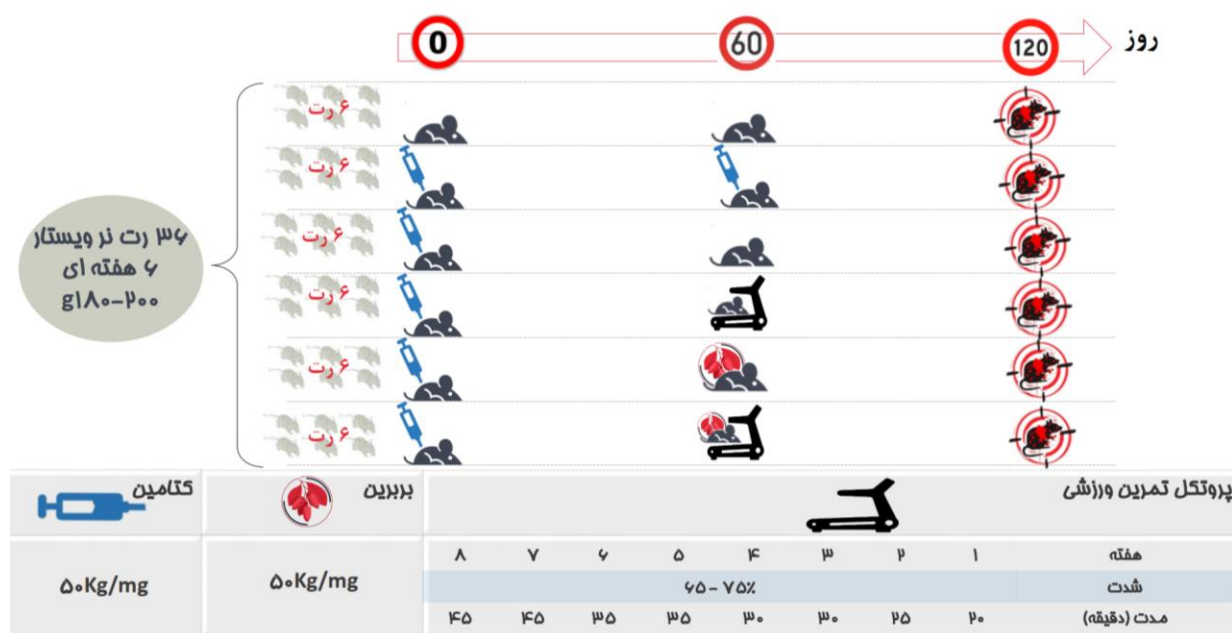 0 60 120 روز
۶ رت
۶ رت
۶ رت
۶ رت
۶ رت
۶ رت
۳۶ رت نر ویستار
۶ هفته ای
g۱۸۰-۲۰۰
پروتکل تمرین ورزشی
هفته ۱ ۲ ۳ ۴ ۵ ۶ ۷ ۸
شدت ۶۵ - ۷۵٪
مدت (دقیقه) ۲۰ ۲۵ ۳۰ ۳۰ ۳۵ ۳۵ ۴۵ ۴۵
بربرین
۵۰Kg/mg
کتامین
۵۰Kg/mg